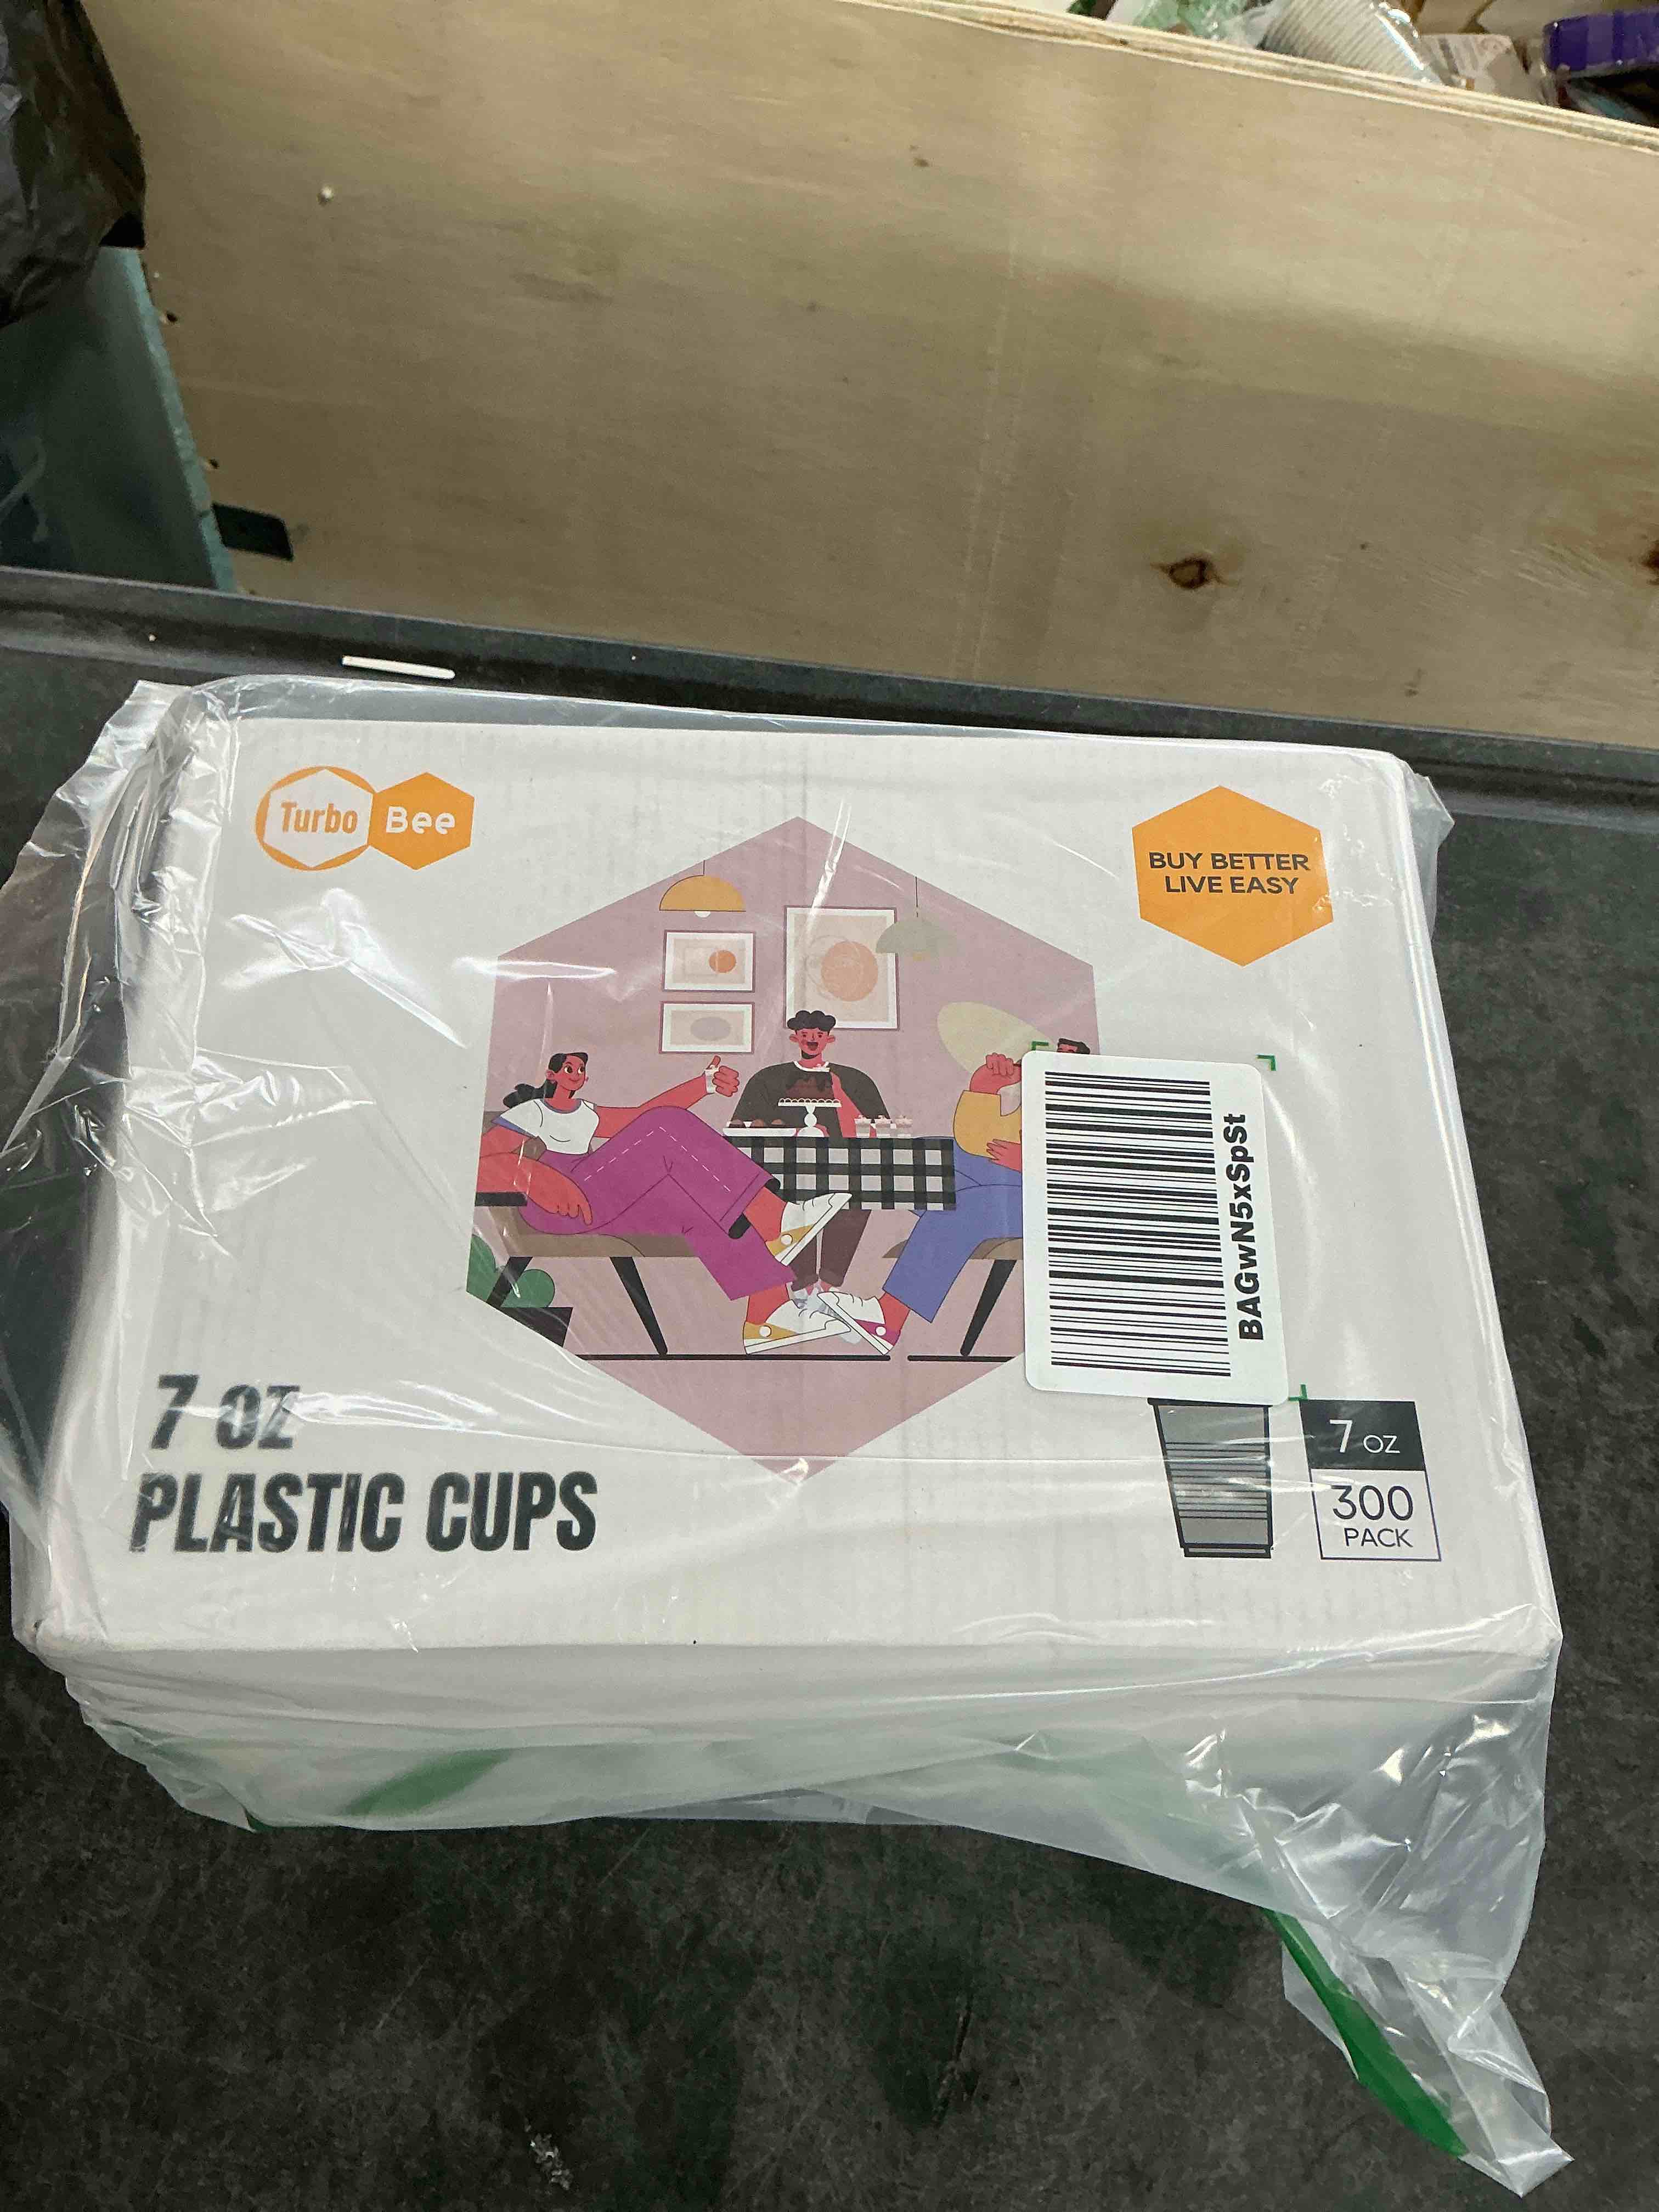 Turbo Bee
BUY BETTER
LIVE EASY
BAGwN5xSpSt
7 OZ
PLASTIC CUPS
7 OZ
300
PACK